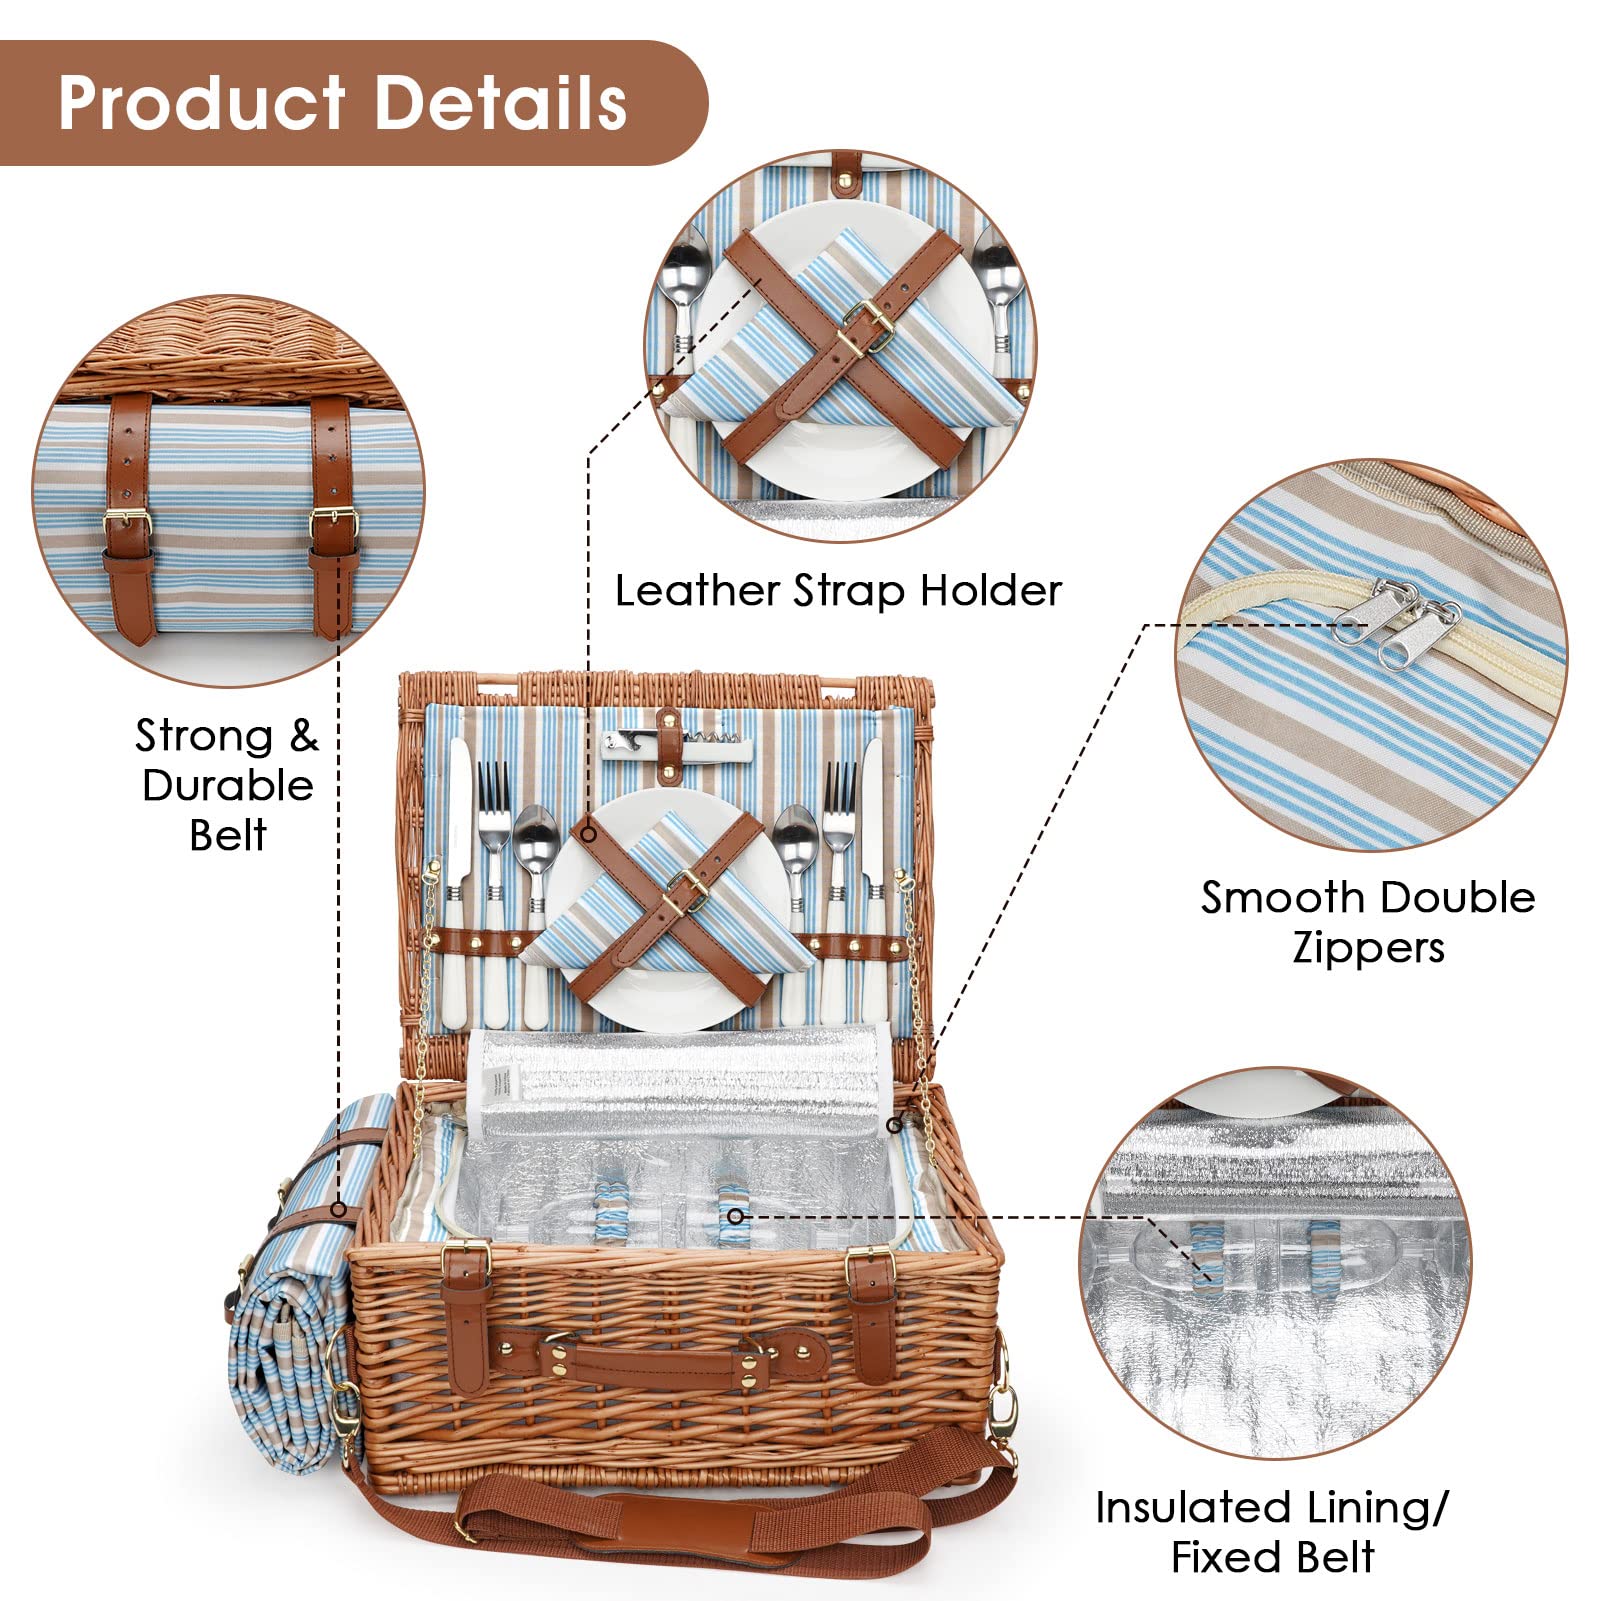 Product Details
Leather Strap Holder
Strong &
Durable
Belt
Smooth Double
Zippers
Insulated Lining/
Fixed Belt